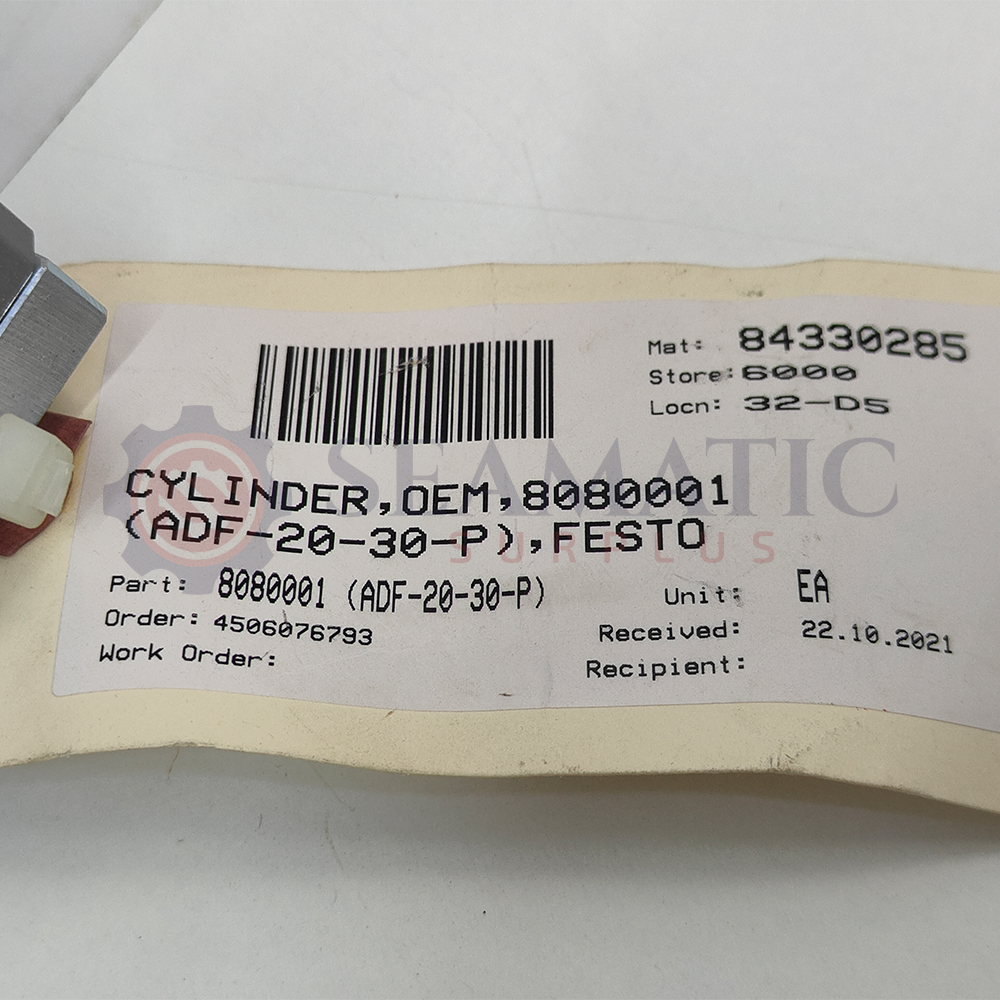 Mat: 84330285
Store: 6000
Locn: 32-D5
CYLINDER,OEM,8080001
(ADF-20-30-P),FESTO
Part: 8080001 (ADF-20-30-P)
Unit: EA
Order: 4506076793
Received: 22.10.2021
Work Order:
Recipient:
SEAMATIC
SURPLUS